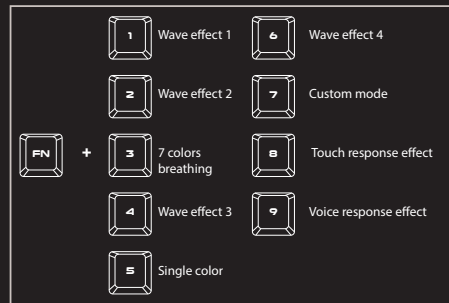 1 Wave effect 1
6 Wave effect 4
2 Wave effect 2
7 Custom mode
FN + 3 7 colors
breathing
8 Touch response effect
4 Wave effect 3
9 Voice response effect
5 Single color